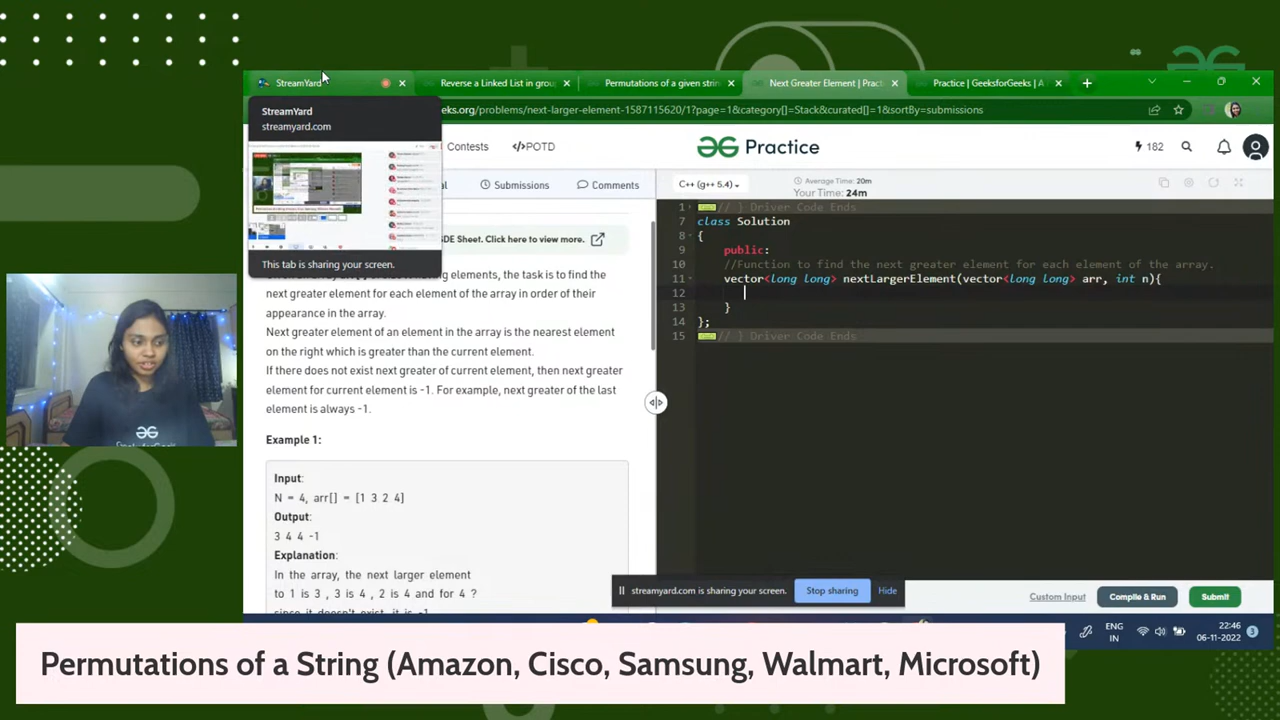 StreamYard
Reverse a Linked List in grou
Permutations of a given strin
Next Greater Element | Pract
Practice | GeeksforGeeks | A
StreamYard
streamyard.com
eks.org/problems/next-larger-element-1587115620/1?page=1&category[]=Stack&curated[]=1&sortBy=submissions
Contests
</>POTD
Practice
182
Submissions
Comments
C++ (g++ 5.4)
Average Time: 20m
Your Time: 24m
DE Sheet. Click here to view more.
This tab is sharing your screen.
elements, the task is to find the
next greater element for each element of the array in order of their
appearance in the array.
Next greater element of an element in the array is the nearest element
on the right which is greater than the current element.
If there does not exist next greater of current element, then next greater
element for current element is -1. For example, next greater of the last
element is always -1.
Example 1:
Input:
N = 4, arr[] = [1 3 2 4]
Output:
3 4 4 -1
Explanation:
In the array, the next larger element
to 1 is 3 , 3 is 4 , 2 is 4 and for 4 ?
since it doesn't exist, it is -1.
1 // } Driver Code Ends
7 class Solution
8 {
9 public:
10 //Function to find the next greater element for each element of the array.
11 vector<long long> nextLargerElement(vector<long long> arr, int n){
12
13 }
14 };
15 // } Driver Code Ends
streamyard.com is sharing your screen.
Stop sharing
Hide
Custom Input
Compile & Run
Submit
ENG
IN
22:46
06-11-2022
3
Permutations of a String (Amazon, Cisco, Samsung, Walmart, Microsoft)